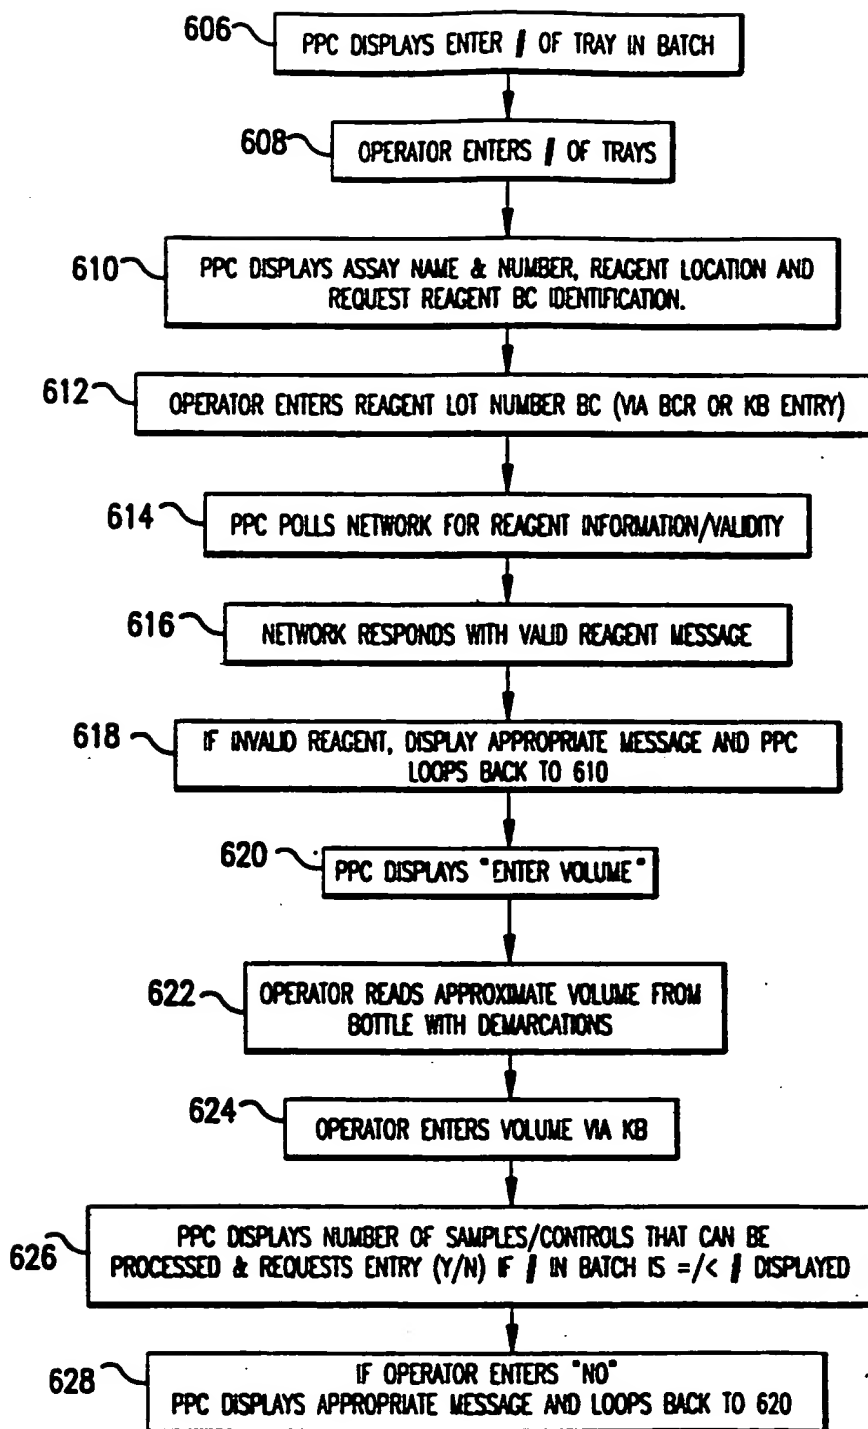 606
PPC DISPLAYS ENTER # OF TRAY IN BATCH
608
OPERATOR ENTERS # OF TRAYS
610
PPC DISPLAYS ASSAY NAME & NUMBER, REAGENT LOCATION AND
REQUEST REAGENT BC IDENTIFICATION.
612
OPERATOR ENTERS REAGENT LOT NUMBER BC (VIA BCR OR KB ENTRY)
614
PPC POLLS NETWORK FOR REAGENT INFORMATION/VALIDITY
616
NETWORK RESPONDS WITH VALID REAGENT MESSAGE
618
IF INVALID REAGENT, DISPLAY APPROPRIATE MESSAGE AND PPC
LOOPS BACK TO 610
620
PPC DISPLAYS "ENTER VOLUME"
622
OPERATOR READS APPROXIMATE VOLUME FROM
BOTTLE WITH DEMARCATIONS
624
OPERATOR ENTERS VOLUME VIA KB
626
PPC DISPLAYS NUMBER OF SAMPLES/CONTROLS THAT CAN BE
PROCESSED & REQUESTS ENTRY (Y/N) IF # IN BATCH IS =/< # DISPLAYED
628
IF OPERATOR ENTERS "NO"
PPC DISPLAYS APPROPRIATE MESSAGE AND LOOPS BACK TO 620